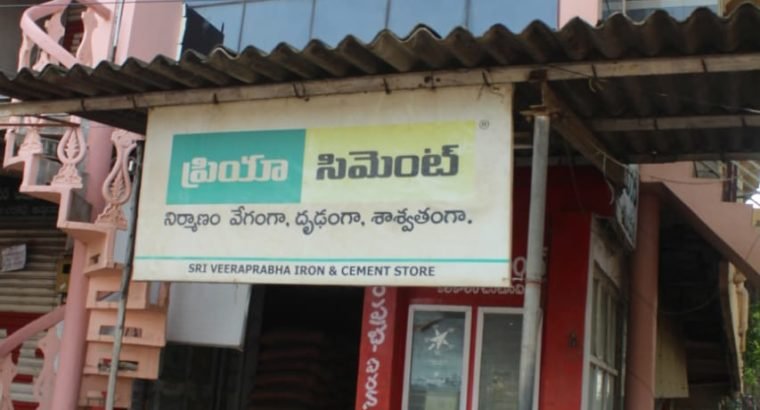 ప్రియా సిమెంట్ ®
నిర్మాణం వేగంగా, దృఢంగా, శాశ్వతంగా.
SRI VEERAPRABHA IRON & CEMENT STORE